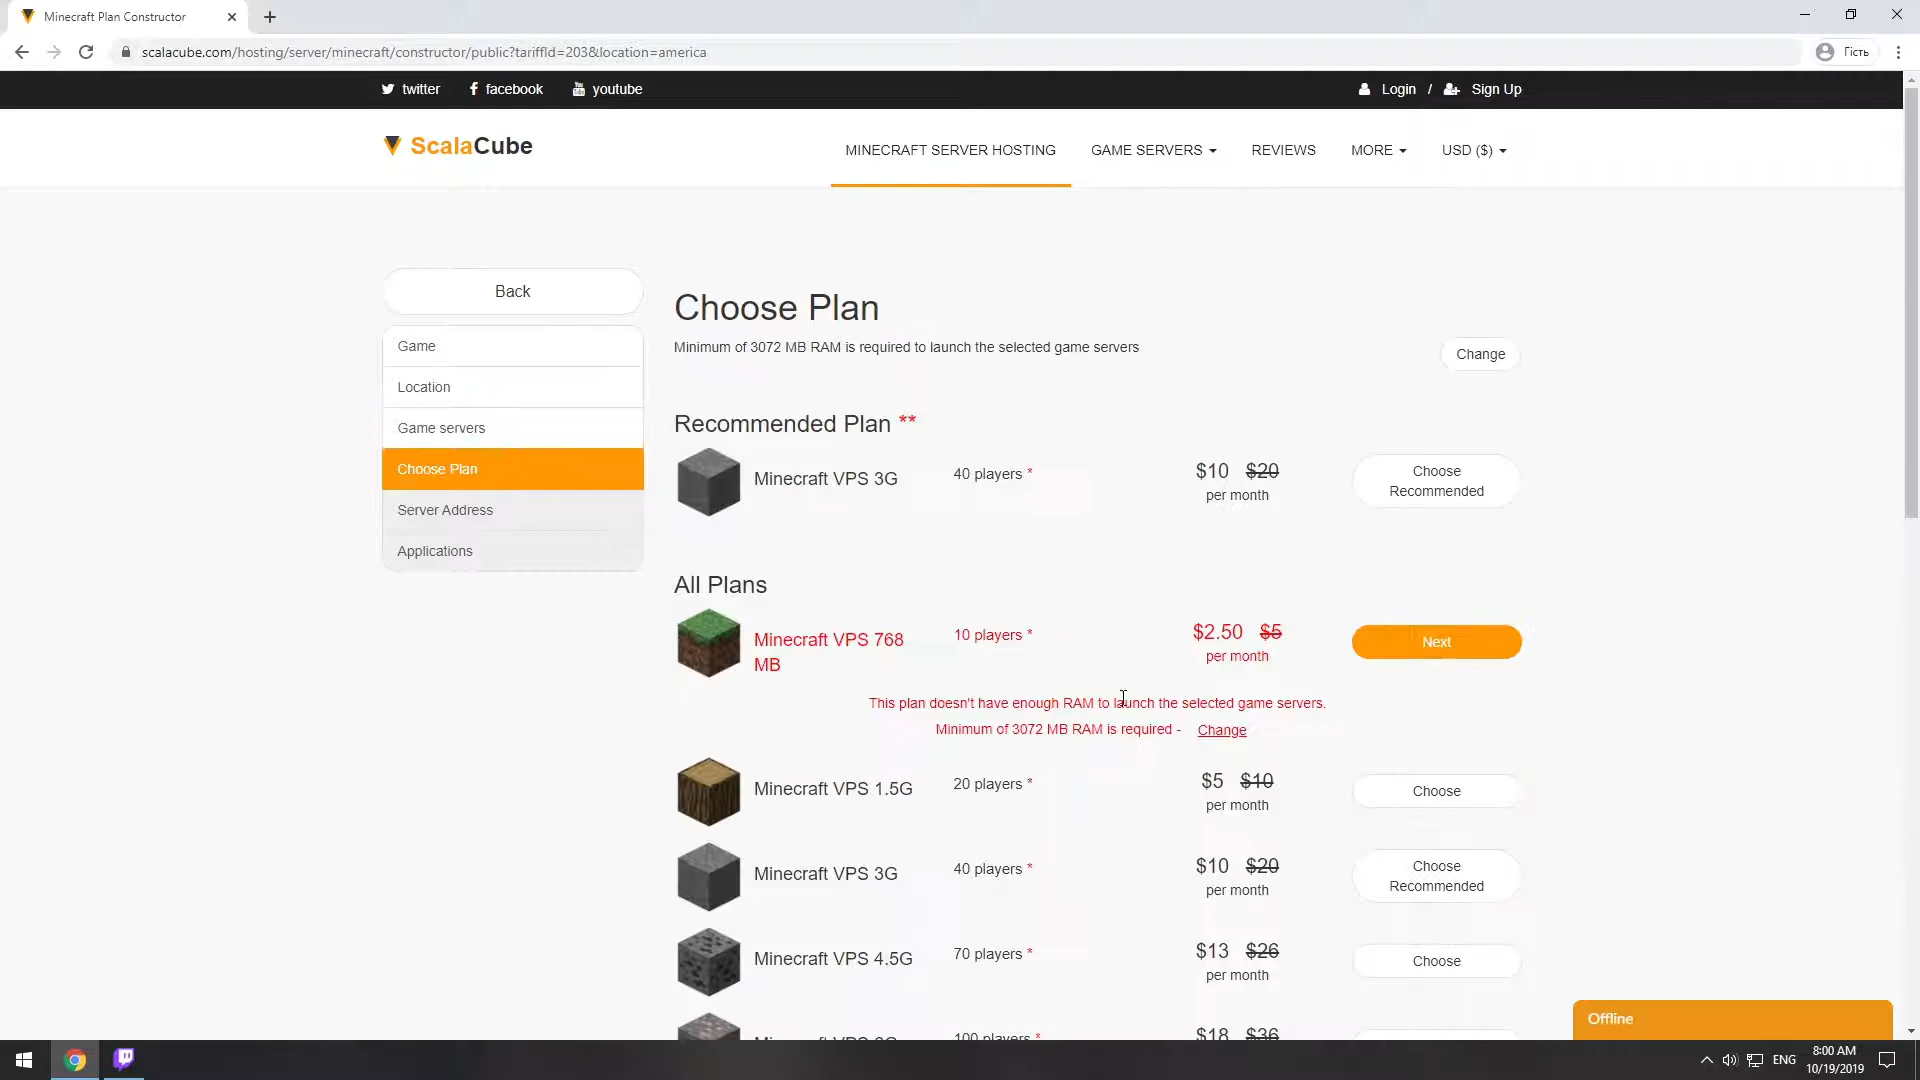 Minecraft Plan Constructor
scalacube.com/hosting/server/minecraft/constructor/public?tariffId=203&location=america
Гість
twitter facebook youtube
Login / Sign Up
ScalaCube
MINECRAFT SERVER HOSTING GAME SERVERS REVIEWS MORE USD ($)
Back
Game
Location
Game servers
Choose Plan
Server Address
Applications
Choose Plan
Minimum of 3072 MB RAM is required to launch the selected game servers
Change
Recommended Plan **
Minecraft VPS 3G
40 players *
$10 $20
per month
Choose
Recommended
All Plans
Minecraft VPS 768
MB
10 players *
$2.50 $5
per month
Next
This plan doesn't have enough RAM to launch the selected game servers.
Minimum of 3072 MB RAM is required - Change
Minecraft VPS 1.5G
20 players *
$5 $10
per month
Choose
Minecraft VPS 3G
40 players *
$10 $20
per month
Choose
Recommended
Minecraft VPS 4.5G
70 players *
$13 $26
per month
Choose
100 players *
$18 $36
Offline
ENG
8:00 AM
10/19/2019